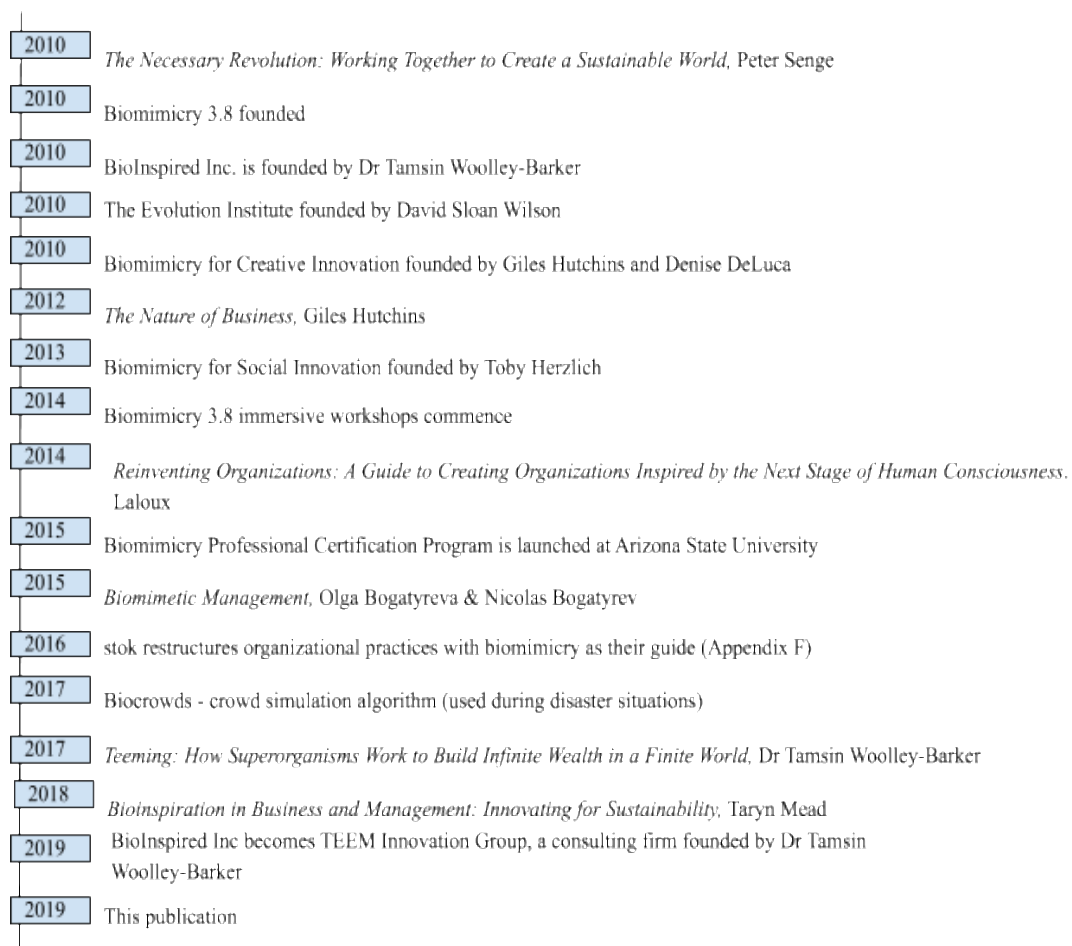 2010
The Necessary Revolution: Working Together to Create a Sustainable World, Peter Senge
2010
Biomimicry 3.8 founded
2010
BioInspired Inc. is founded by Dr Tamsin Woolley-Barker
2010
The Evolution Institute founded by David Sloan Wilson
2010
Biomimicry for Creative Innovation founded by Giles Hutchins and Denise DeLuca
2012
The Nature of Business, Giles Hutchins
2013
Biomimicry for Social Innovation founded by Toby Herzlich
2014
Biomimicry 3.8 immersive workshops commence
2014
Reinventing Organizations: A Guide to Creating Organizations Inspired by the Next Stage of Human Consciousness.
Laloux
2015
Biomimicry Professional Certification Program is launched at Arizona State University
2015
Biomimetic Management, Olga Bogatyreva & Nicolas Bogatyrev
2016
stok restructures organizational practices with biomimicry as their guide (Appendix F)
2017
Biocrowds - crowd simulation algorithm (used during disaster situations)
2017
Teeming: How Superorganisms Work to Build Infinite Wealth in a Finite World, Dr Tamsin Woolley-Barker
2018
Bioinspiration in Business and Management: Innovating for Sustainability, Taryn Mead
2019
BioInspired Inc becomes TEEM Innovation Group, a consulting firm founded by Dr Tamsin
Woolley-Barker
2019
This publication